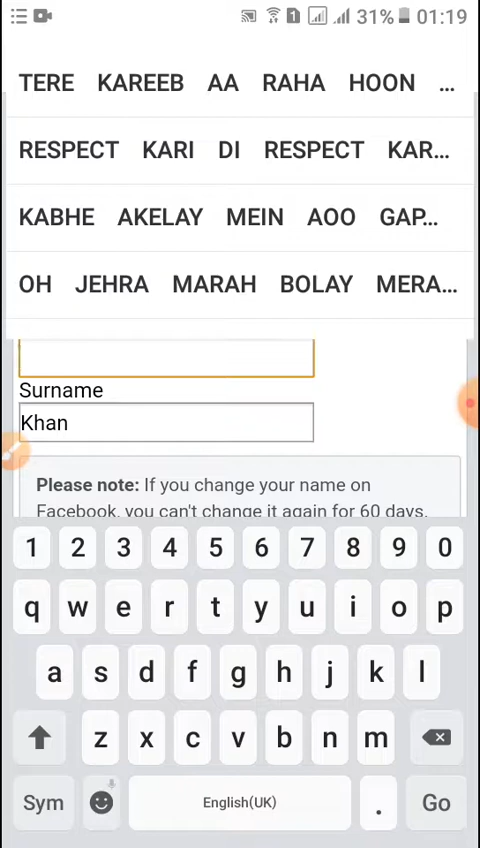 31% 01:19
TERE KAREEB AA RAHA HOON ...
RESPECT KARI DI RESPECT KAR...
KABHE AKELAY MEIN AOO GAP...
OH JEHRA MARAH BOLAY MERA...
Surname
Khan
Please note: If you change your name on
Facebook, you can't change it again for 60 days.
1 2 3 4 5 6 7 8 9 0
q w e r t y u i o p
a s d f g h j k l
z x c v b n m
Sym English(UK) . Go